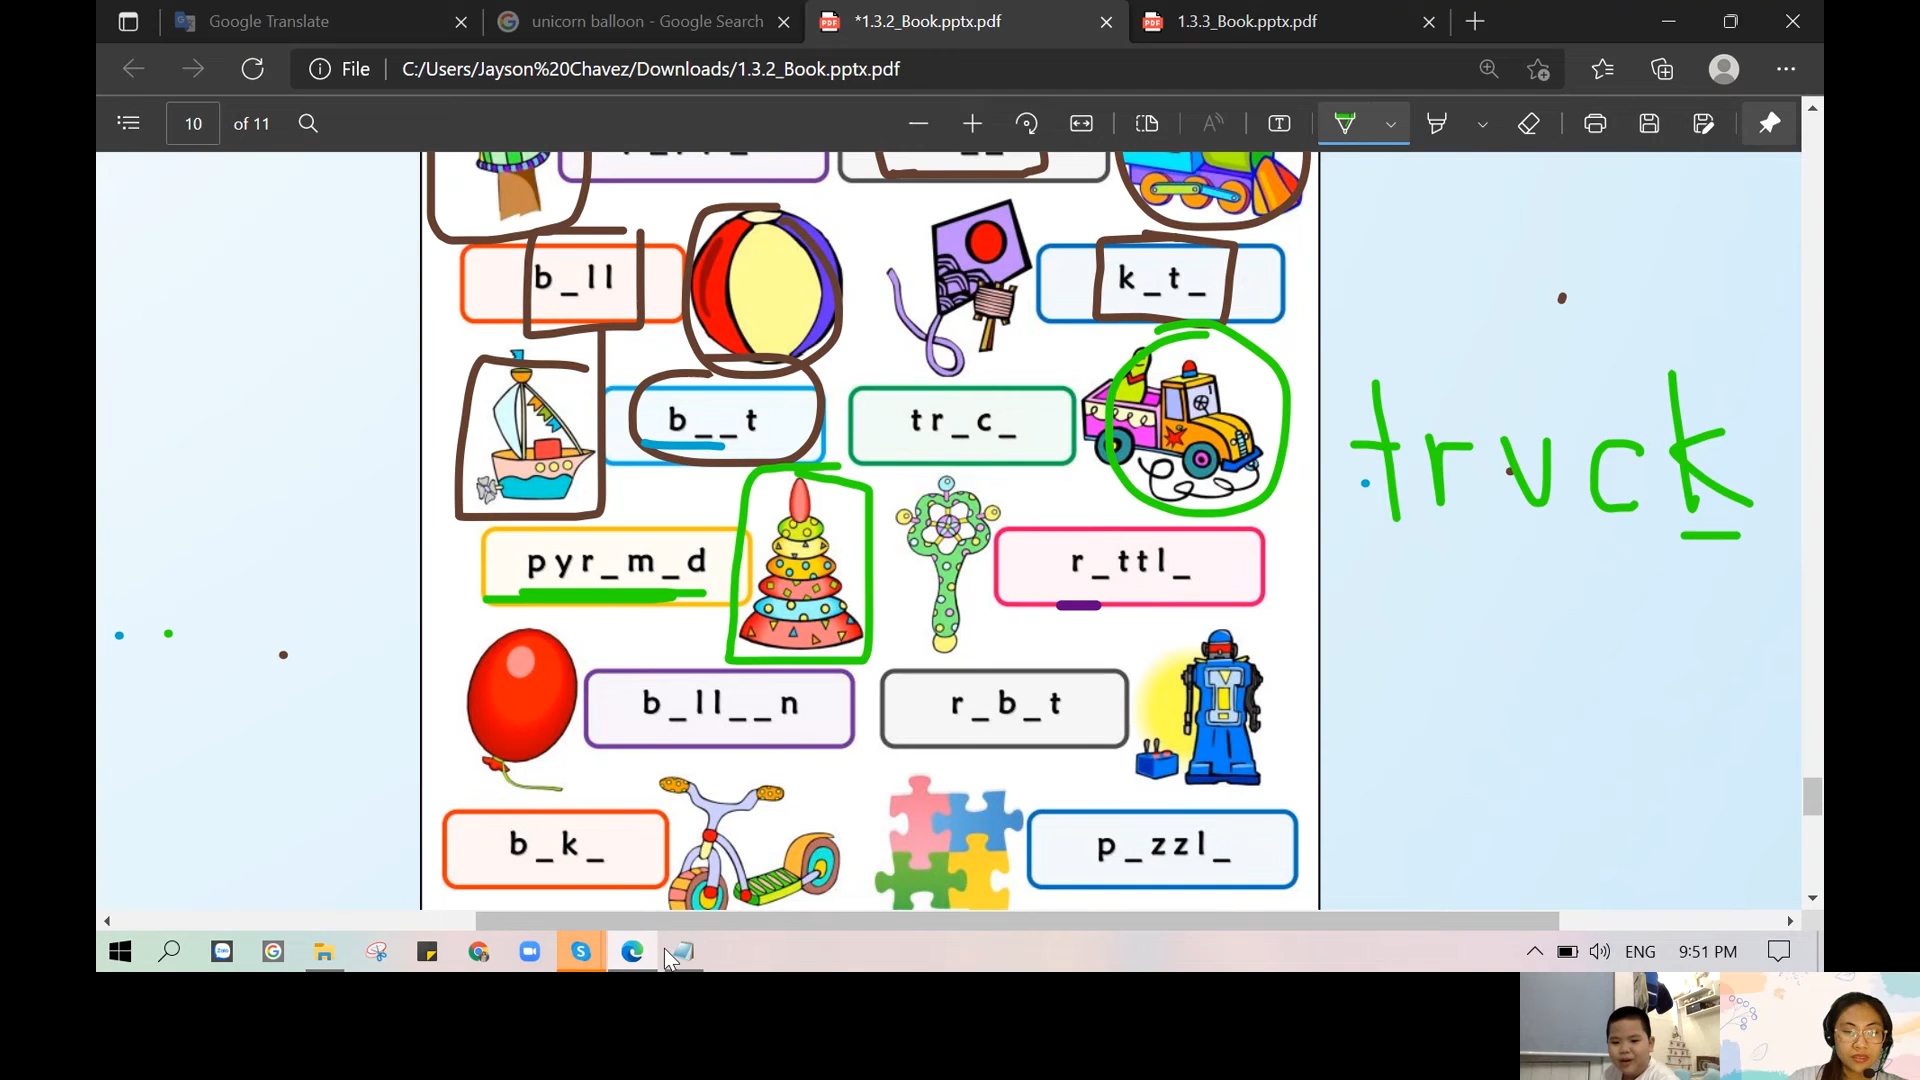 Google Translate
unicorn balloon - Google Search
*1.3.2_Book.pptx.pdf
1.3.3_Book.pptx.pdf
File
C:/Users/Jayson%20Chavez/Downloads/1.3.2_Book.pptx.pdf
10 of 11
b_ll
k_t_
b__t
tr_c_
truck
pyr_m_d
r_ttl_
b_ll__n
r_b_t
b_k_
p_zzl_
ENG
9:51 PM